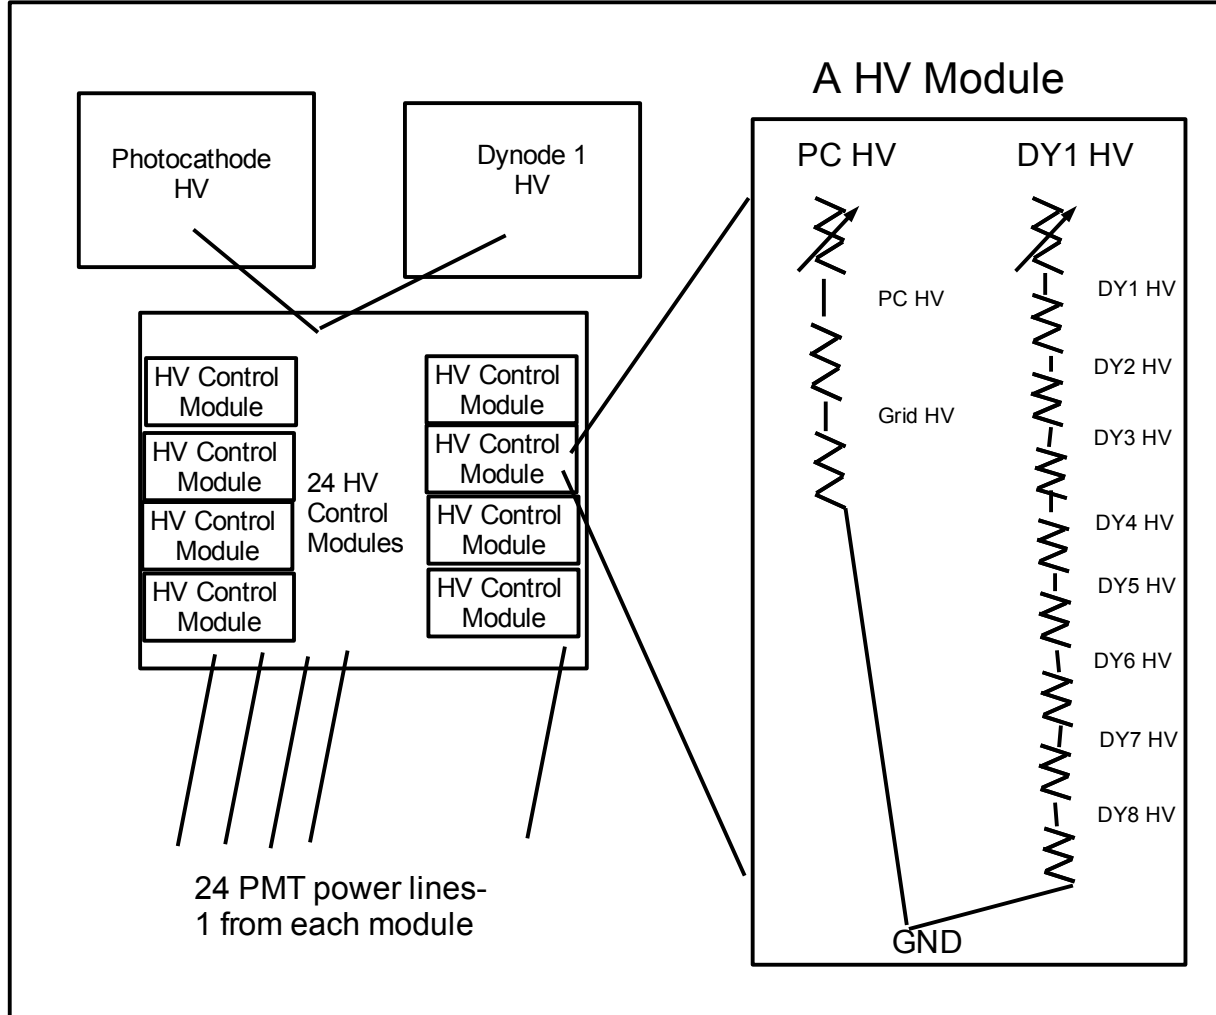 A HV Module
Photocathode
HV
Dynode 1
HV
HV Control
Module
HV Control
Module
HV Control
Module
HV Control
Module
24 HV
Control
Modules
HV Control
Module
HV Control
Module
HV Control
Module
HV Control
Module
24 PMT power lines-
1 from each module
PC HV
DY1 HV
PC HV
Grid HV
DY1 HV
DY2 HV
DY3 HV
DY4 HV
DY5 HV
DY6 HV
DY7 HV
DY8 HV
GND